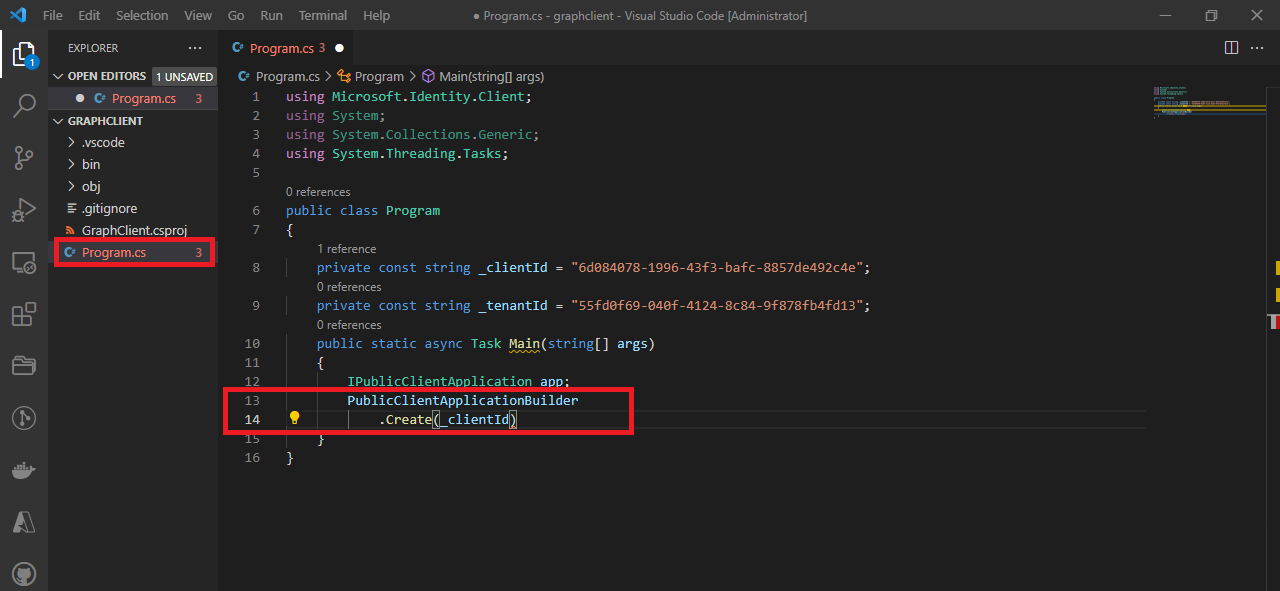 File Edit Selection View Go Run Terminal Help ● Program.cs - graphclient - Visual Studio Code [Administrator]
EXPLORER ···
OPEN EDITORS 1 UNSAVED
● C# Program.cs 3
GRAPHCLIENT
> .vscode
> bin
> obj
.gitignore
GraphClient.csproj
C# Program.cs 3
1
C# Program.cs 3 ●
C# Program.cs > Program > Main(string[] args)
1 using Microsoft.Identity.Client;
2 using System;
3 using System.Collections.Generic;
4 using System.Threading.Tasks;
5
0 references
6 public class Program
7 {
1 reference
8 private const string _clientId = "6d084078-1996-43f3-bafc-8857de492c4e";
0 references
9 private const string _tenantId = "55fd0f69-040f-4124-8c84-9f878fb4fd13";
0 references
10 public static async Task Main(string[] args)
11 {
12 IPublicClientApplication app;
13 PublicClientApplicationBuilder
14 .Create(_clientId)
15 }
16 }